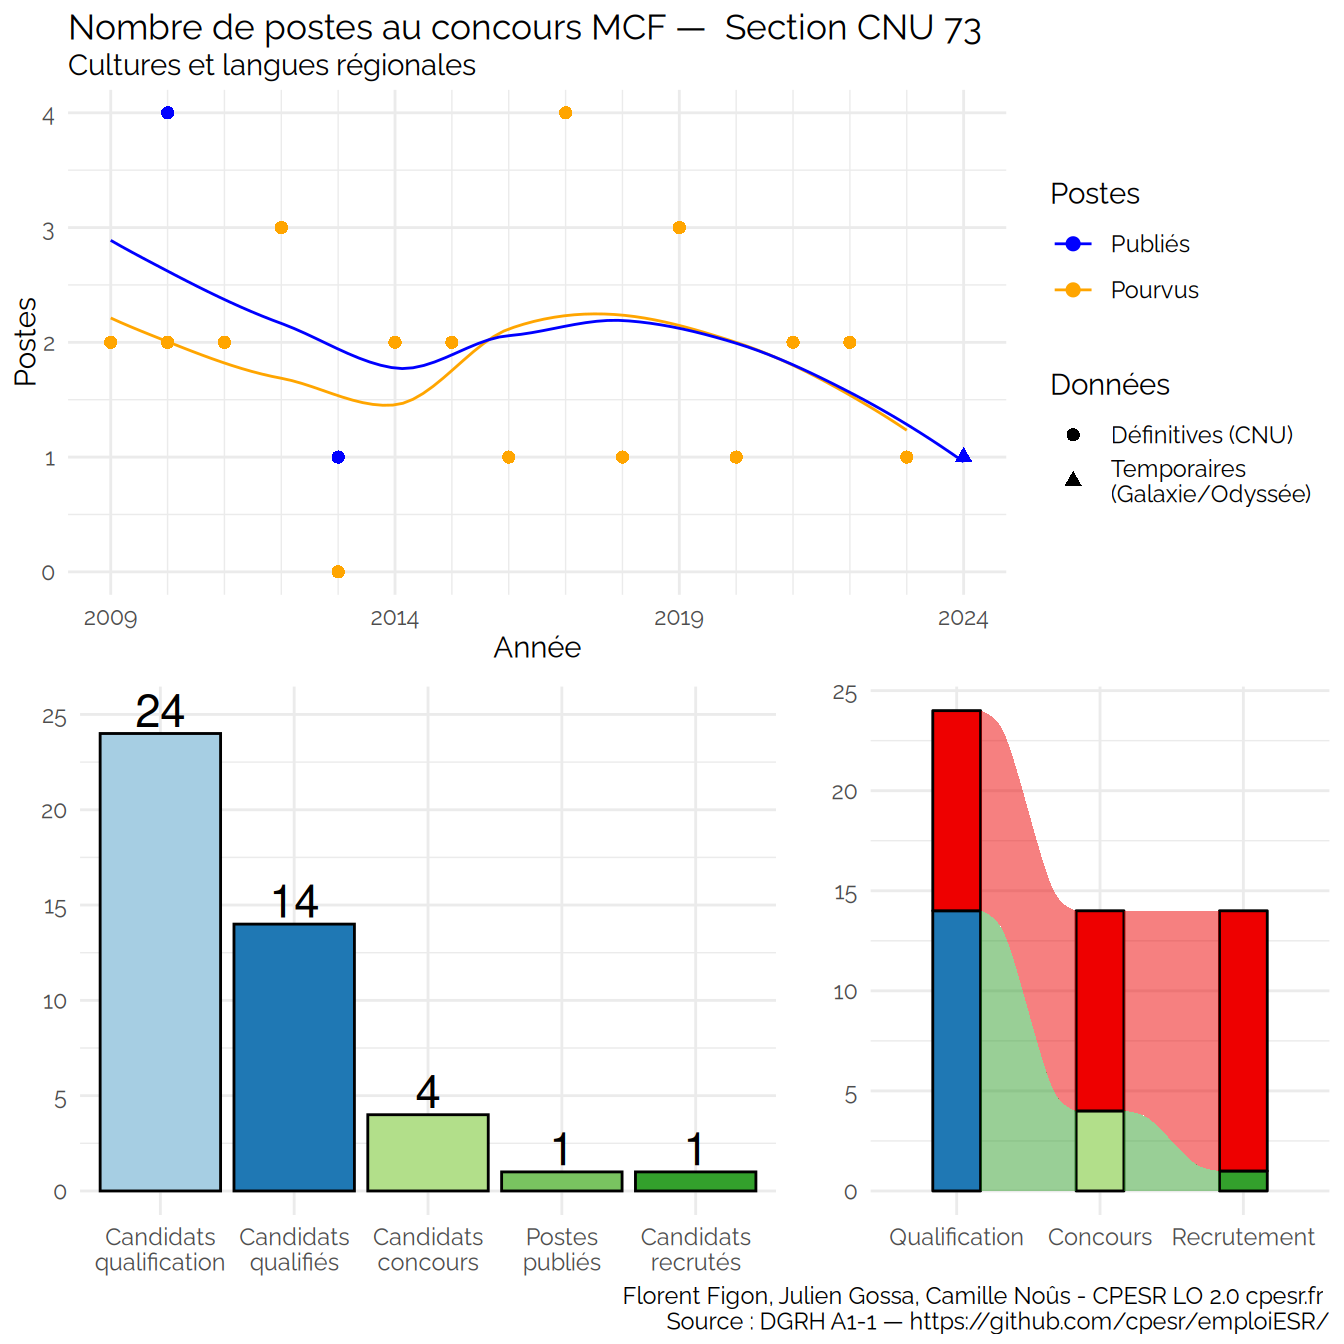 Nombre de postes au concours MCF — Section CNU 73
Cultures et langues régionales
Postes
4
3
2
1
0
2009
2014
2019
2024
Année
Postes
Publiés
Pourvus
Données
Définitives (CNU)
Temporaires
(Galaxie/Odyssée)
25
20
15
10
5
0
24
14
4
1
1
Candidats
qualification
Candidats
qualifiés
Candidats
concours
Postes
publiés
Candidats
recrutés
25
20
15
10
5
0
Qualification
Concours
Recrutement
Florent Figon, Julien Gossa, Camille Noûs - CPESR LO 2.0 cpesr.fr
Source : DGRH A1-1 — https://github.com/cpesr/emploiESR/